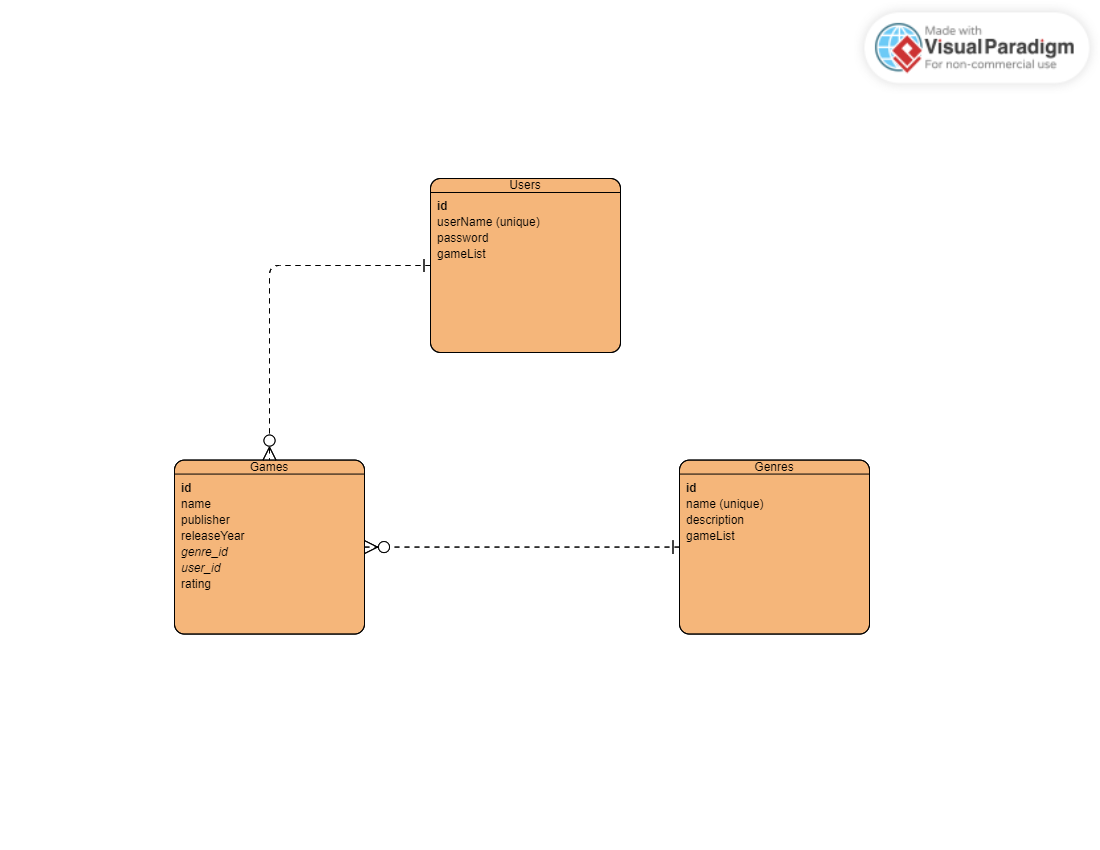 Made with
Visual Paradigm
For non-commercial use
Users
id
userName (unique)
password
gameList
Games
id
name
publisher
releaseYear
genre_id
user_id
rating
Genres
id
name (unique)
description
gameList